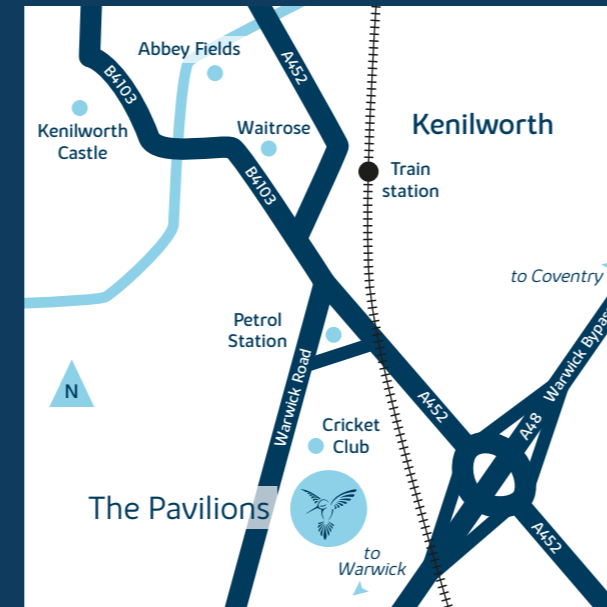 Abbey Fields
A452
B4103
Kenilworth
Castle
Waitrose
Kenilworth
Train
station
B4103
to Coventry
Petrol
Station
Warwick Bypas
N
Warwick Road
A452
A48
Cricket
Club
The Pavilions
A452
to
Warwick